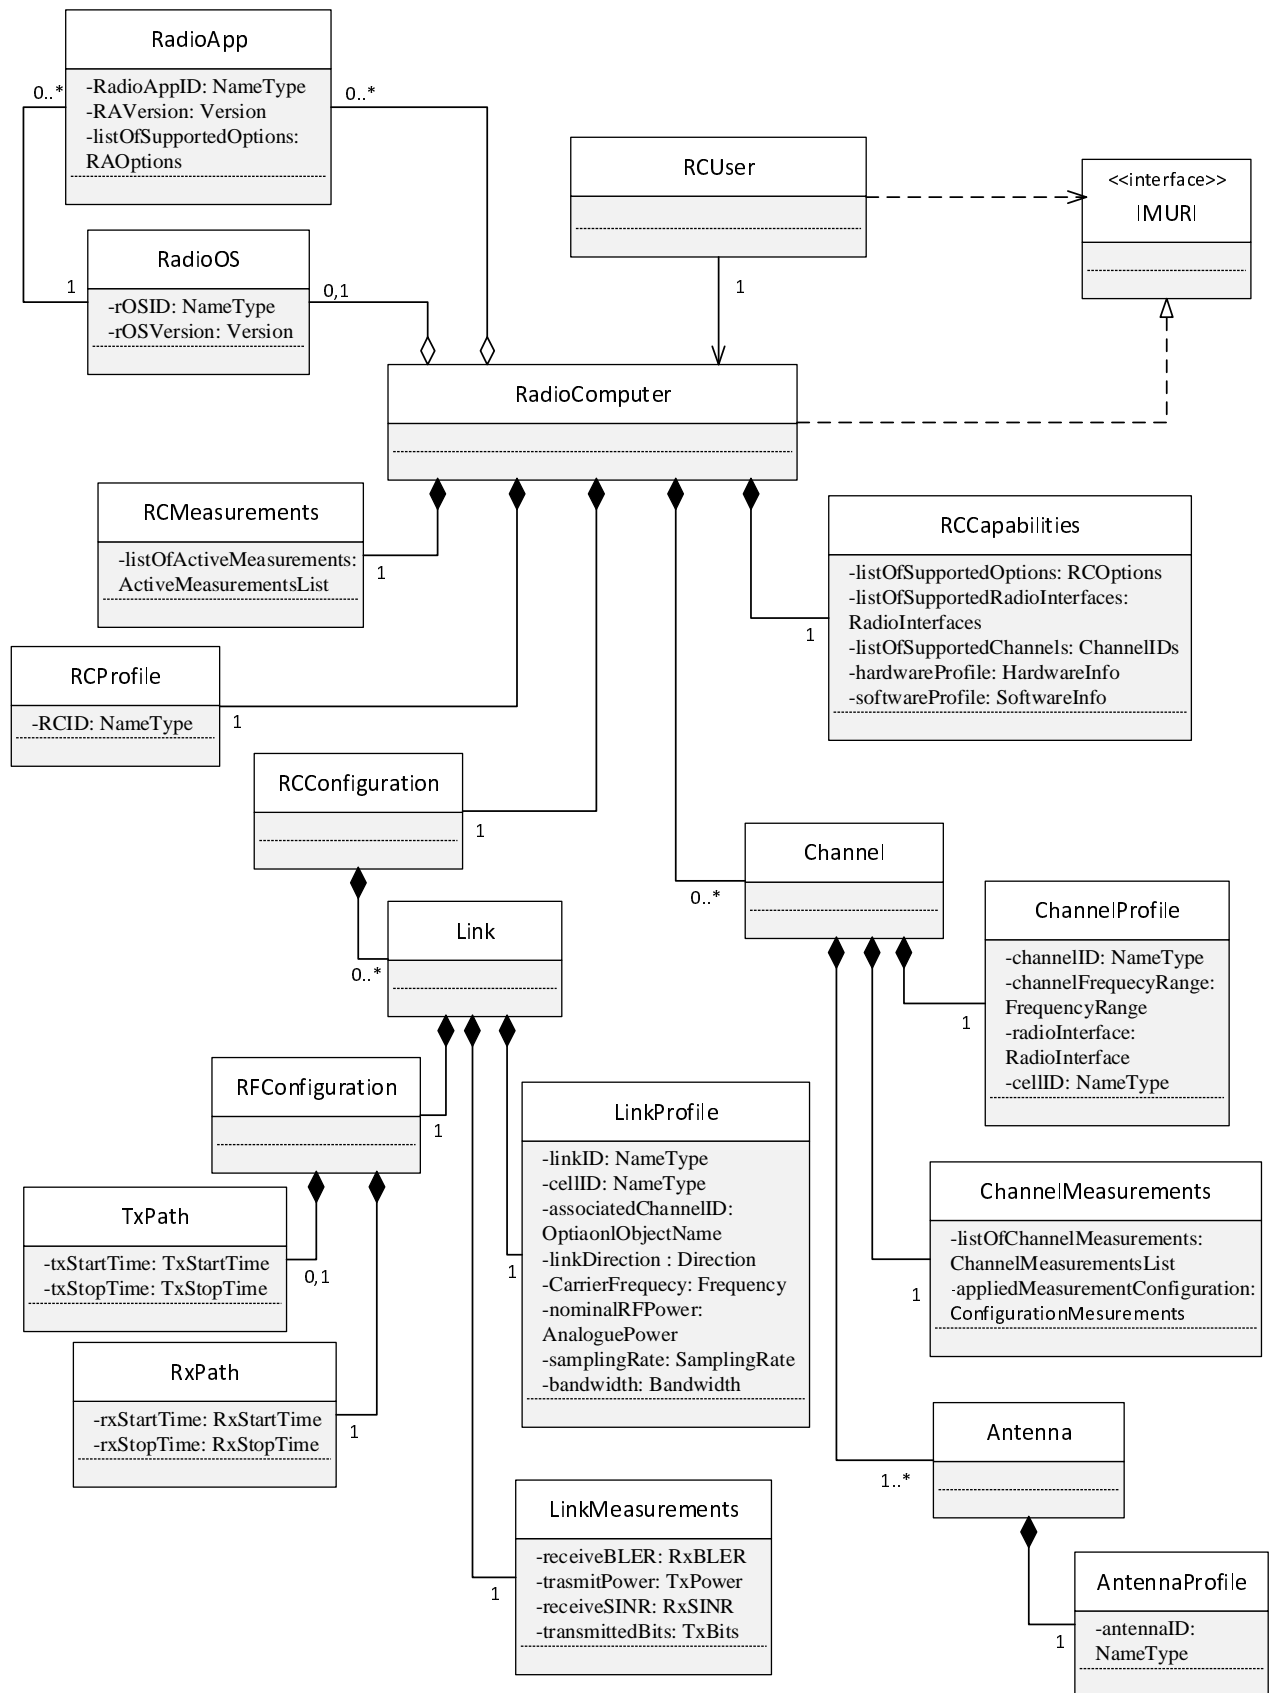 RadioApp
-RadioAppID: NameType
-RAVersion: Version
-listOfSupportedOptions:
RAOptions
0..*
0..*
RCUser
<<interface>>
IMURI
RadioOS
-rOSID: NameType
-rOSVersion: Version
1
0,1
1
RadioComputer
RCMeasurements
-listOfActiveMeasurements:
ActiveMeasurementsList
1
RCCapabilities
-listOfSupportedOptions: RCOptions
-listOfSupportedRadioInterfaces:
RadioInterfaces
-listOfSupportedChannels: ChannelIDs
-hardwareProfile: HardwareInfo
-softwareProfile: SoftwareInfo
1
RCProfile
-RCID: NameType
1
RCConfiguration
1
Channel
0..*
ChannelProfile
-channelID: NameType
-channelFrequecyRange:
FrequencyRange
-radioInterface:
RadioInterface
-cellID: NameType
1
Link
0..*
RFConfiguration
1
LinkProfile
-linkID: NameType
-cellID: NameType
-associatedChannelID:
OptiaonlObjectName
-linkDirection : Direction
-CarrierFrequecy: Frequency
-nominalRFPower:
AnaloguePower
-samplingRate: SamplingRate
-bandwidth: Bandwidth
1
ChannelMeasurements
-listOfChannelMeasurements:
ChannelMeasurementsList
-appliedMeasurementConfiguration:
ConfigurationMesurements
1
TxPath
-txStartTime: TxStartTime
-txStopTime: TxStopTime
0,1
RxPath
-rxStartTime: RxStartTime
-rxStopTime: RxStopTime
1
Antenna
1..*
LinkMeasurements
-receiveBLER: RxBLER
-trasmitPower: TxPower
-receiveSINR: RxSINR
-transmittedBits: TxBits
1
AntennaProfile
-antennaID:
NameType
1